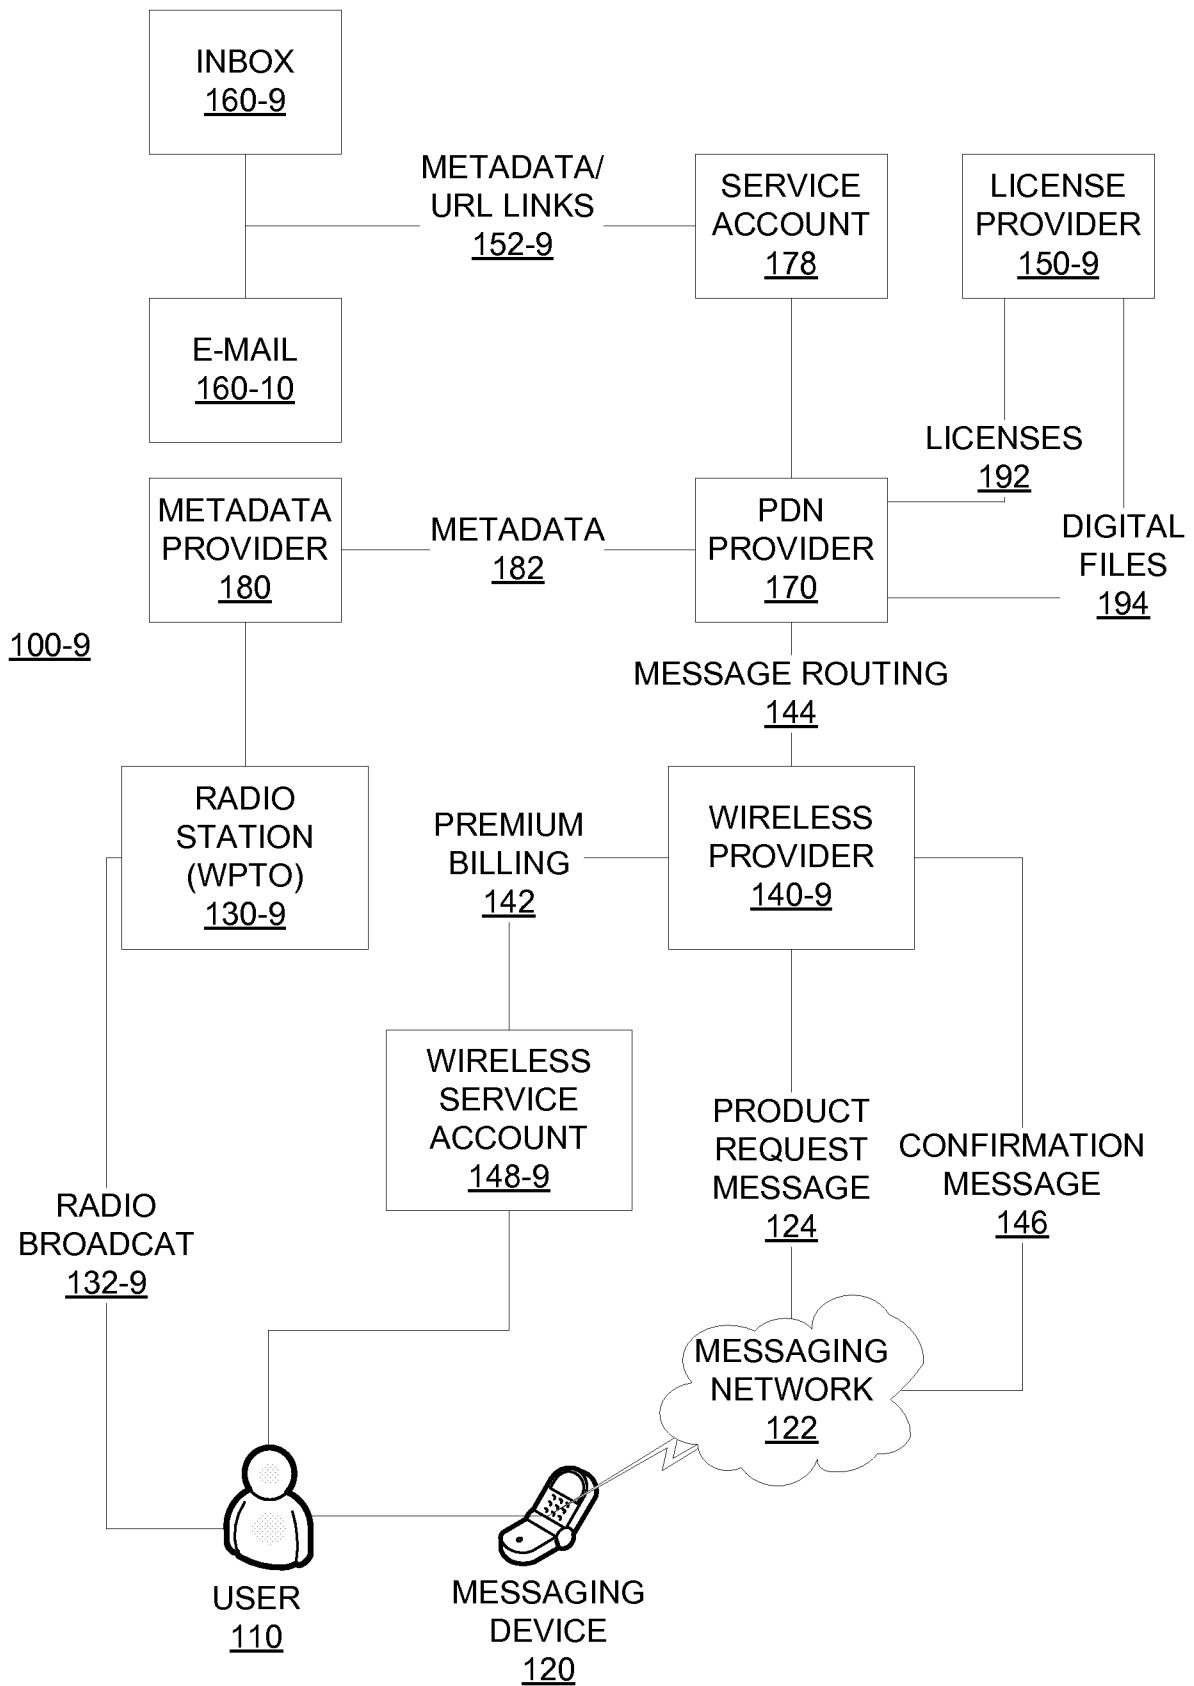 INBOX
160-9
METADATA/
URL LINKS
152-9
SERVICE
ACCOUNT
178
LICENSE
PROVIDER
150-9
E-MAIL
160-10
LICENSES
192
METADATA
PROVIDER
180
METADATA
182
PDN
PROVIDER
170
DIGITAL
FILES
194
100-9
MESSAGE ROUTING
144
RADIO
STATION
(WPTO)
130-9
PREMIUM
BILLING
142
WIRELESS
PROVIDER
140-9
WIRELESS
SERVICE
ACCOUNT
148-9
PRODUCT
REQUEST
MESSAGE
124
CONFIRMATION
MESSAGE
146
RADIO
BROADCAT
132-9
MESSAGING
NETWORK
122
USER
110
MESSAGING
DEVICE
120